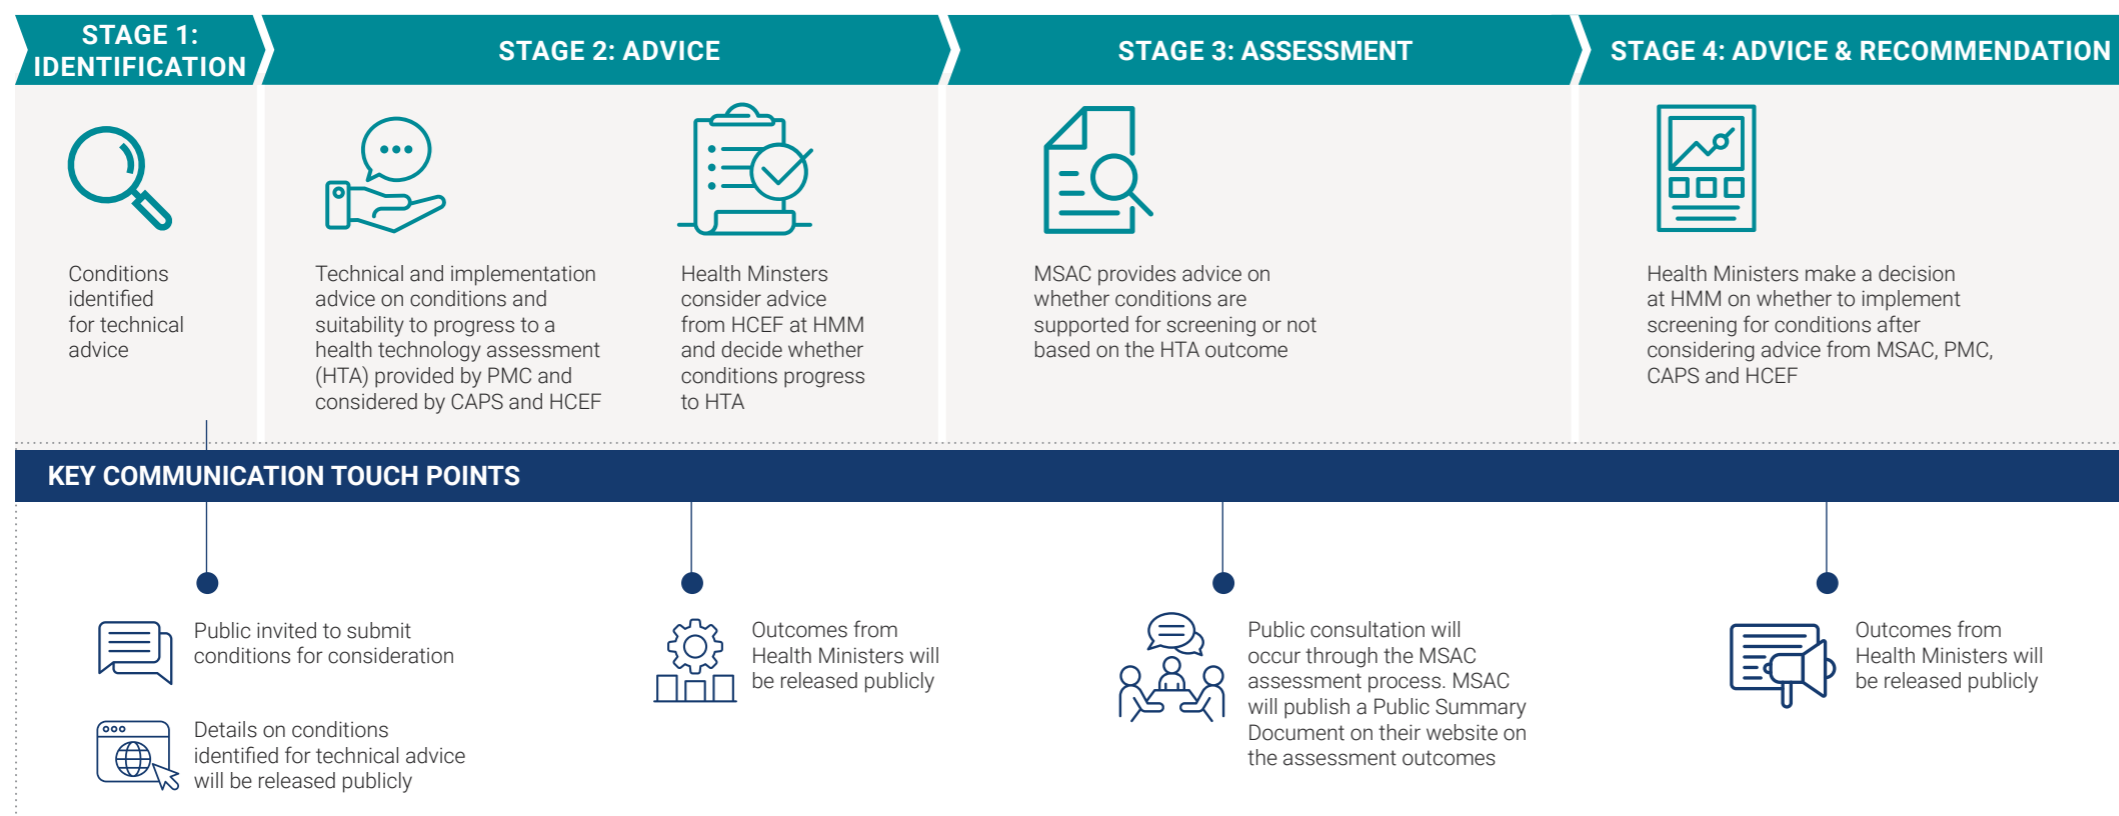 STAGE 1:
IDENTIFICATION
STAGE 2: ADVICE
STAGE 3: ASSESSMENT
STAGE 4: ADVICE & RECOMMENDATION
Conditions
identified
for technical
advice
Technical and implementation
advice on conditions and
suitability to progress to a
health technology assessment
(HTA) provided by PMC and
considered by CAPS and HCEF
Health Minsters
consider advice
from HCEF at HMM
and decide whether
conditions progress
to HTA
MSAC provides advice on
whether conditions are
supported for screening or not
based on the HTA outcome
Health Ministers make a decision
at HMM on whether to implement
screening for conditions after
considering advice from MSAC, PMC,
CAPS and HCEF
KEY COMMUNICATION TOUCH POINTS
Public invited to submit
conditions for consideration
Details on conditions
identified for technical advice
will be released publicly
Outcomes from
Health Ministers will
be released publicly
Public consultation will
occur through the MSAC
assessment process. MSAC
will publish a Public Summary
Document on their website on
the assessment outcomes
Outcomes from
Health Ministers will
be released publicly